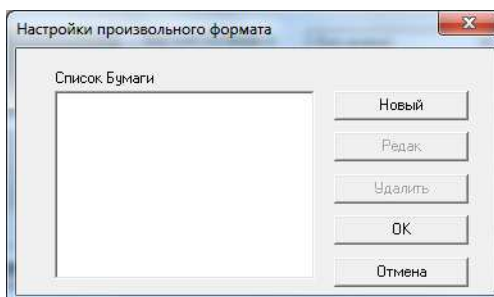 Настройки произвольного формата
Список Бумаги
Новый
Редак.
Удалить
OK
Отмена